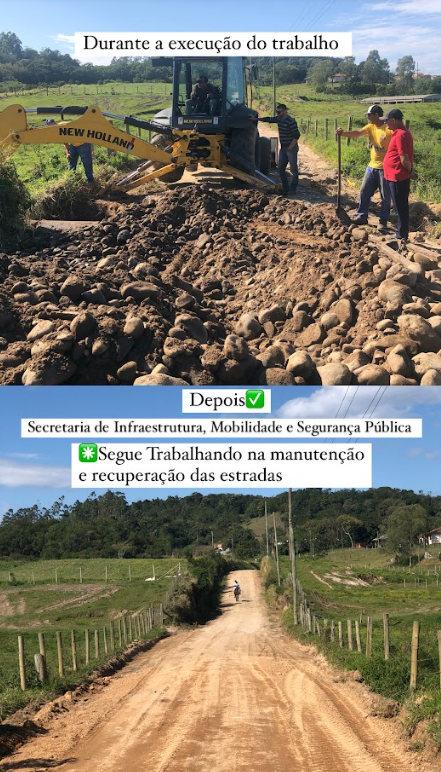 Durante a execução do trabalho
NEW HOLLAND
Depois✅
Secretaria de Infraestrutura, Mobilidade e Segurança Pública
✳️Segue Trabalhando na manutenção
e recuperação das estradas